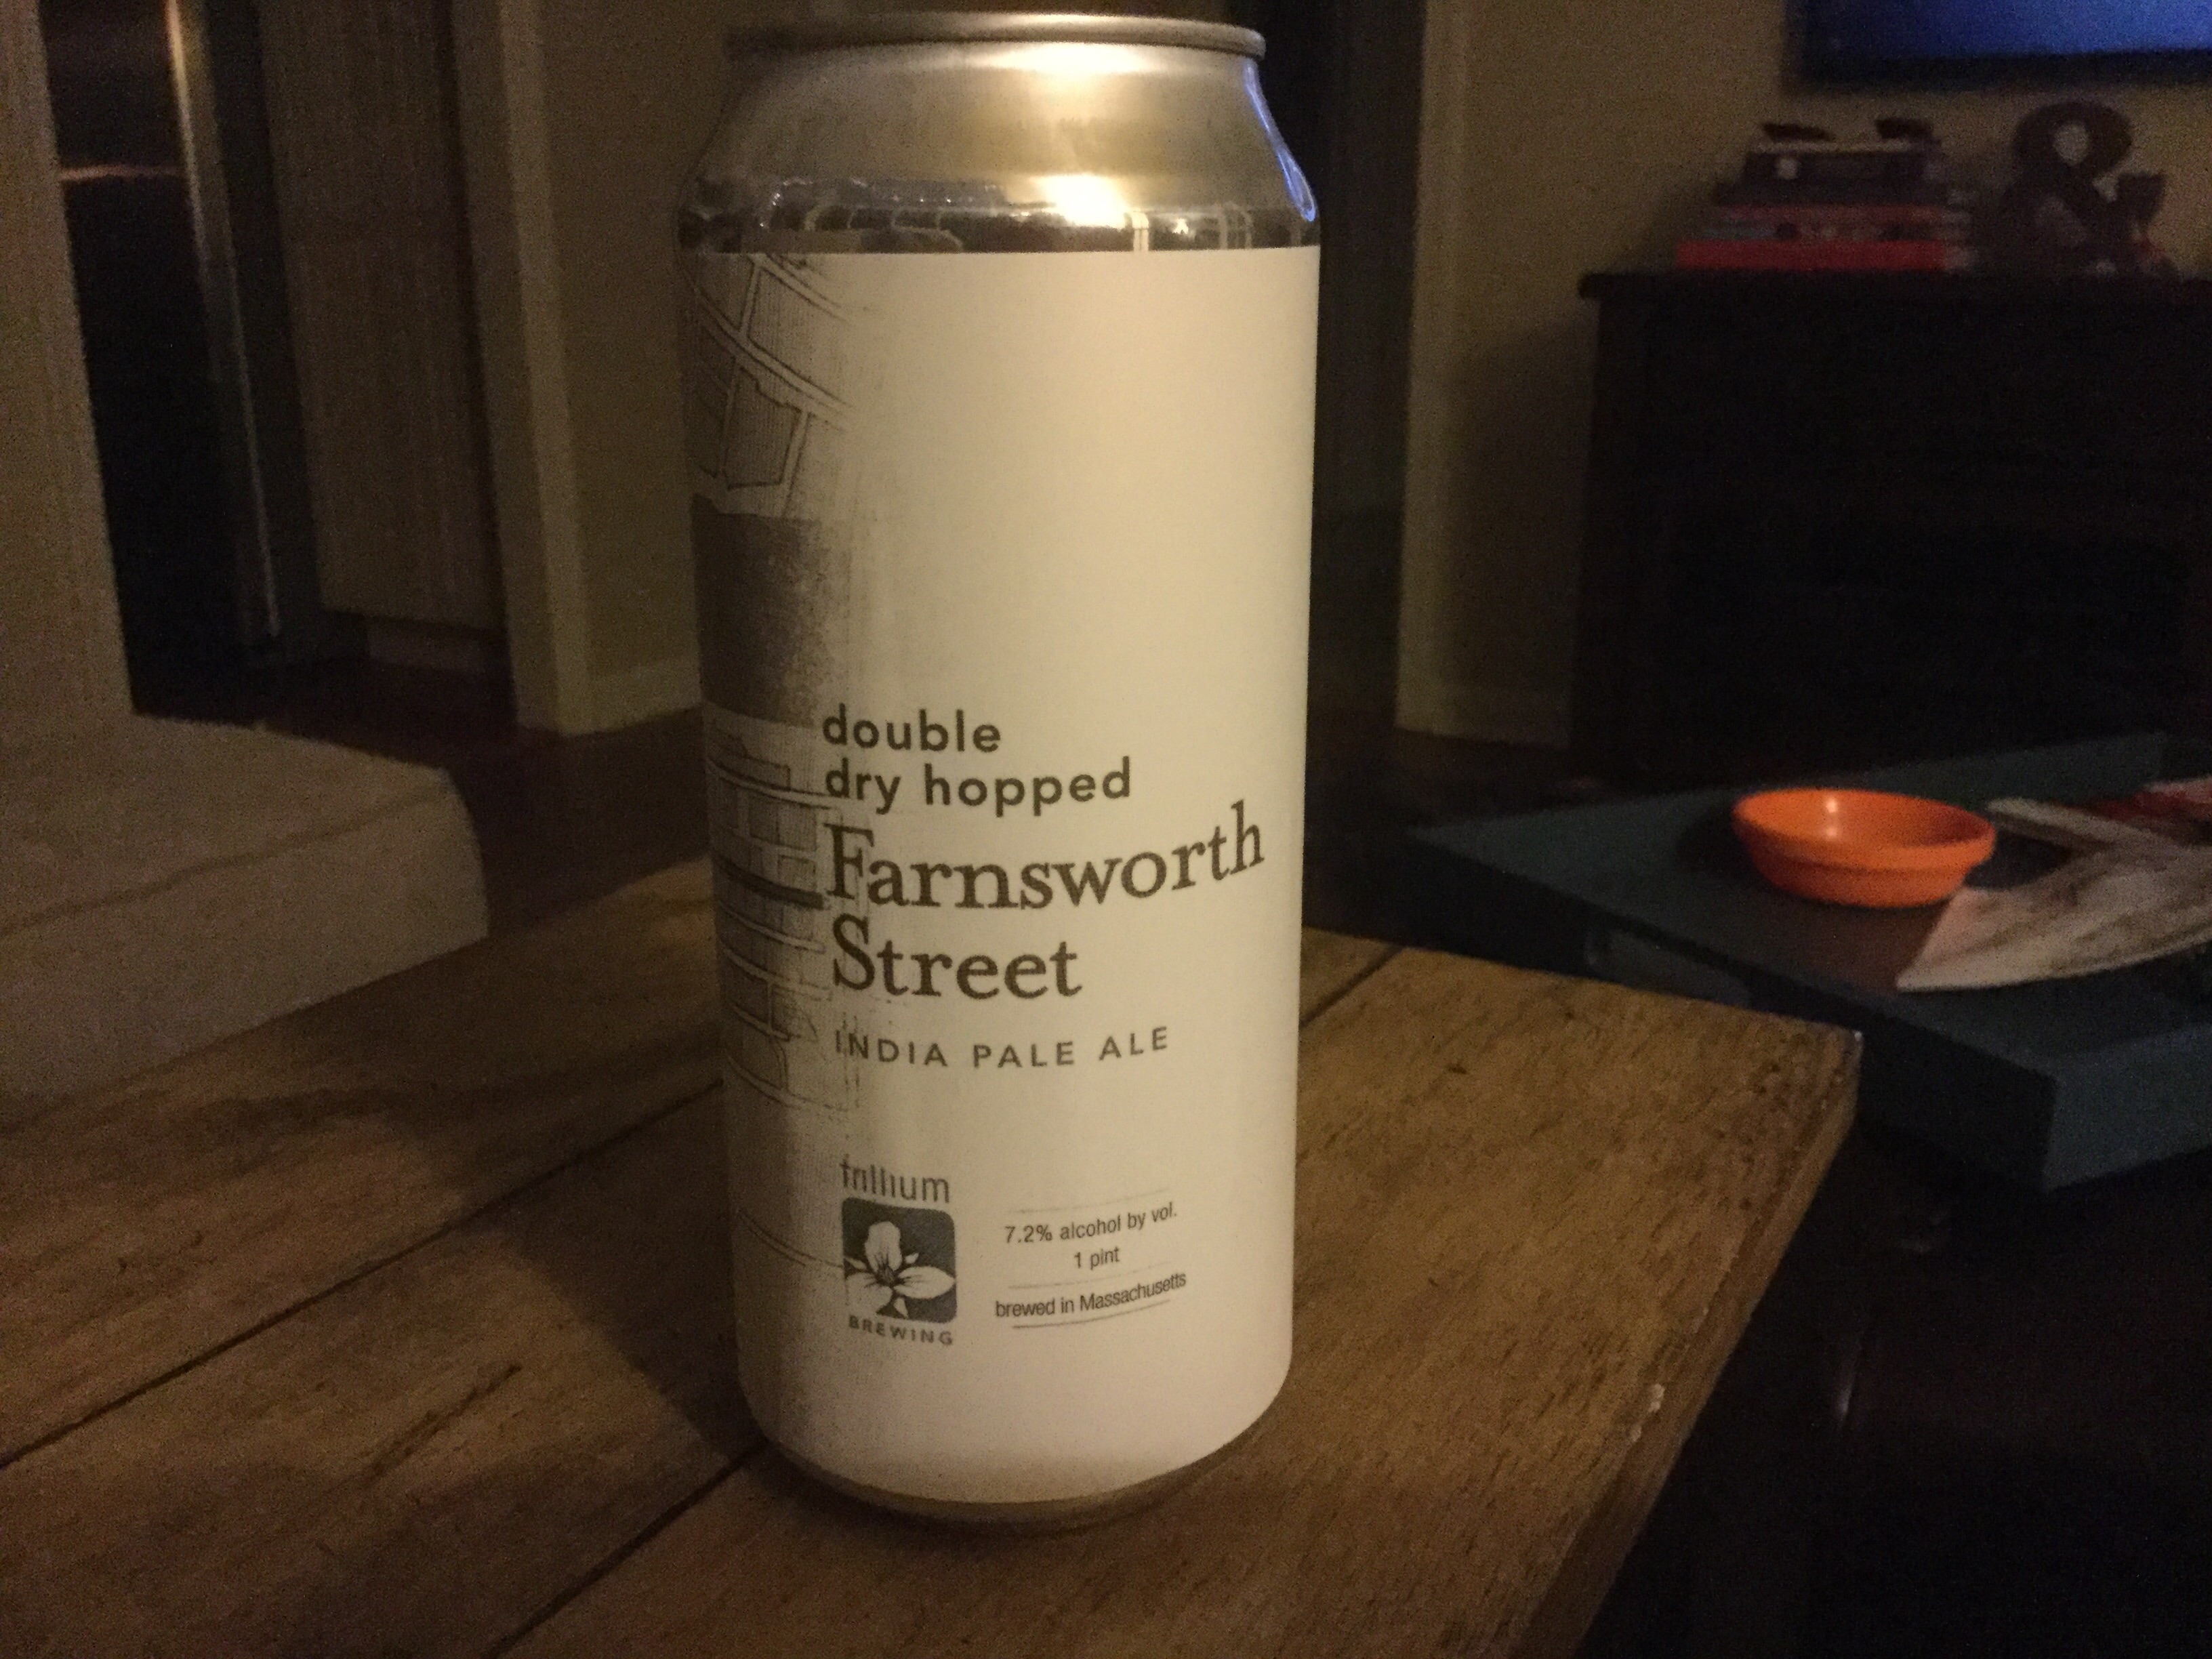 double
dry hopped
Farnsworth
Street
INDIA PALE ALE
trillium
BREWING
7.2% alcohol by vol.
1 pint
brewed in Massachusetts
&